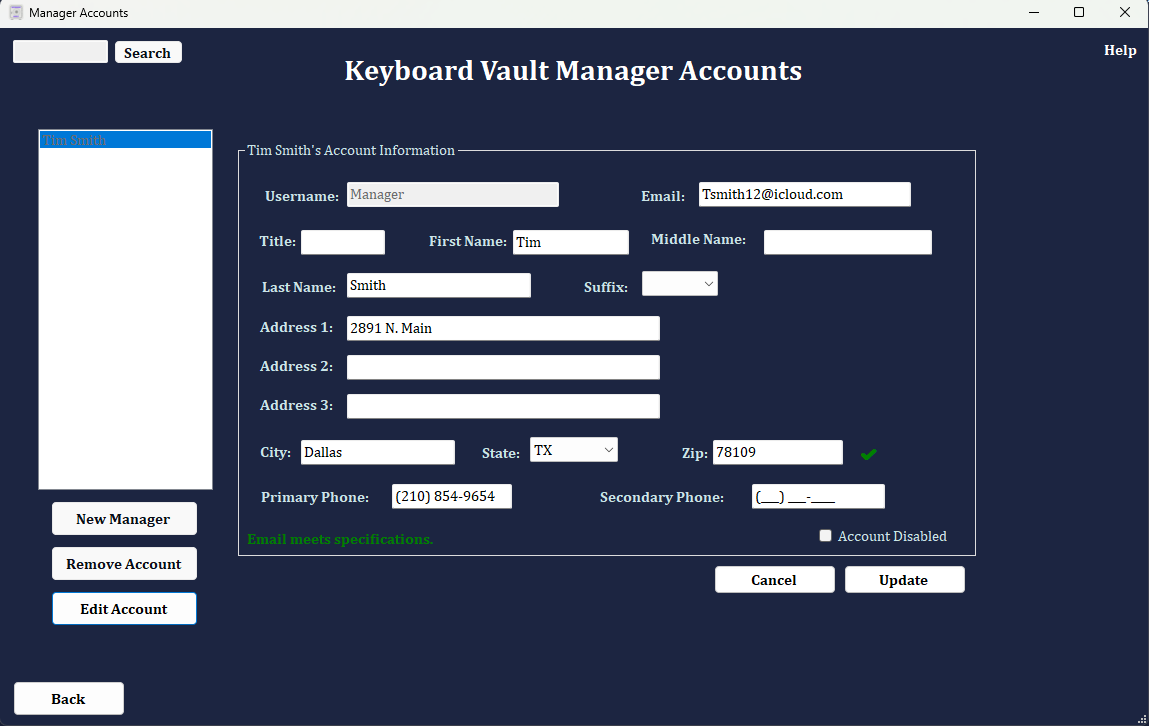 Manager Accounts
Search
Help
Keyboard Vault Manager Accounts
Tim Smith
Tim Smith's Account Information
Username: Manager Email: Tsmith12@icloud.com
Title: First Name: Tim Middle Name:
Last Name: Smith Suffix:
Address 1: 2891 N. Main
Address 2:
Address 3:
City: Dallas State: TX Zip: 78109
Primary Phone: (210) 854-9654 Secondary Phone: (___) ___-____
Email meets specifications. Account Disabled
New Manager
Remove Account
Edit Account
Cancel Update
Back